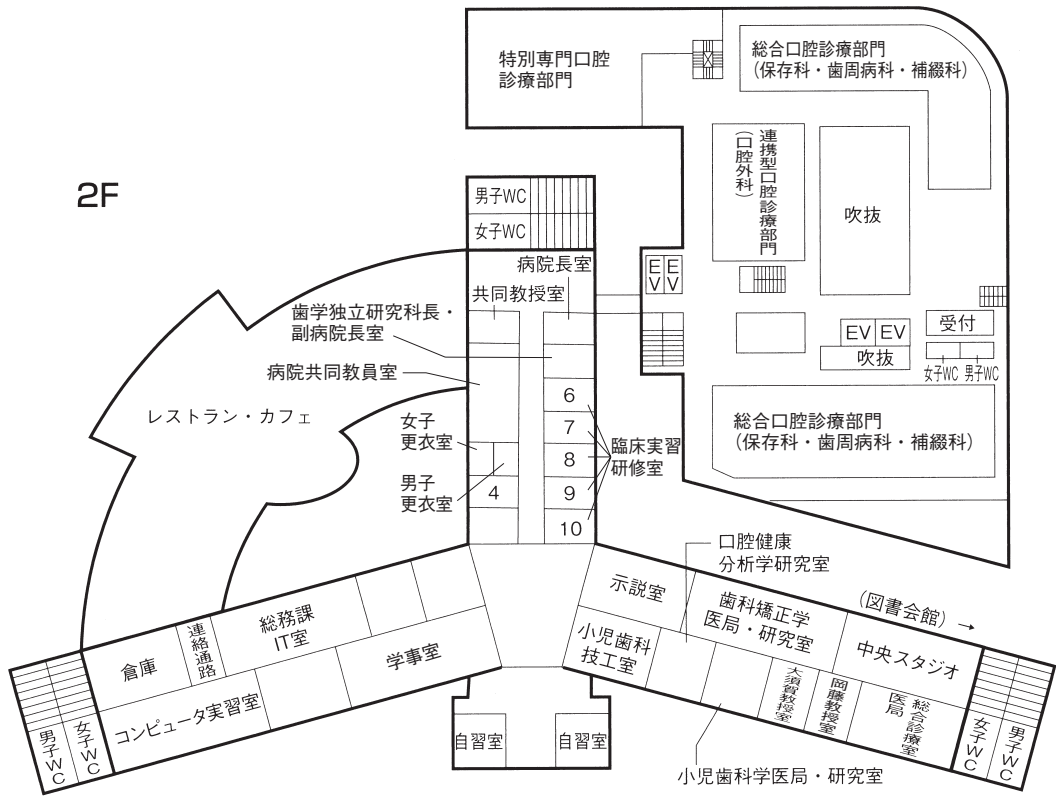 2F
特別専門口腔
診療部門
総合口腔診療部門
(保存科・歯周病科・補綴科)
連携型口腔診療部門
(口腔外科)
吹抜
男子WC
女子WC
病院長室
EV
EV
共同教授室
歯学独立研究科長・
副病院長室
病院共同教員室
EV
EV
受付
吹抜
女子WC
男子WC
レストラン・カフェ
6
7
8
9
10
臨床実習
研修室
女子
更衣室
男子
更衣室
4
総合口腔診療部門
(保存科・歯周病科・補綴科)
口腔健康
分析学研究室
示説室
歯科矯正学
医局・研究室
(図書会館)→
中央スタジオ
小児歯科
技工室
総務課
IT室
連絡通路
倉庫
学事室
コンピュータ実習室
男子WC
女子WC
自習室
自習室
大須賀教授室
岡藤教授室
総合診療室
医局
女子WC
男子WC
小児歯科学医局・研究室